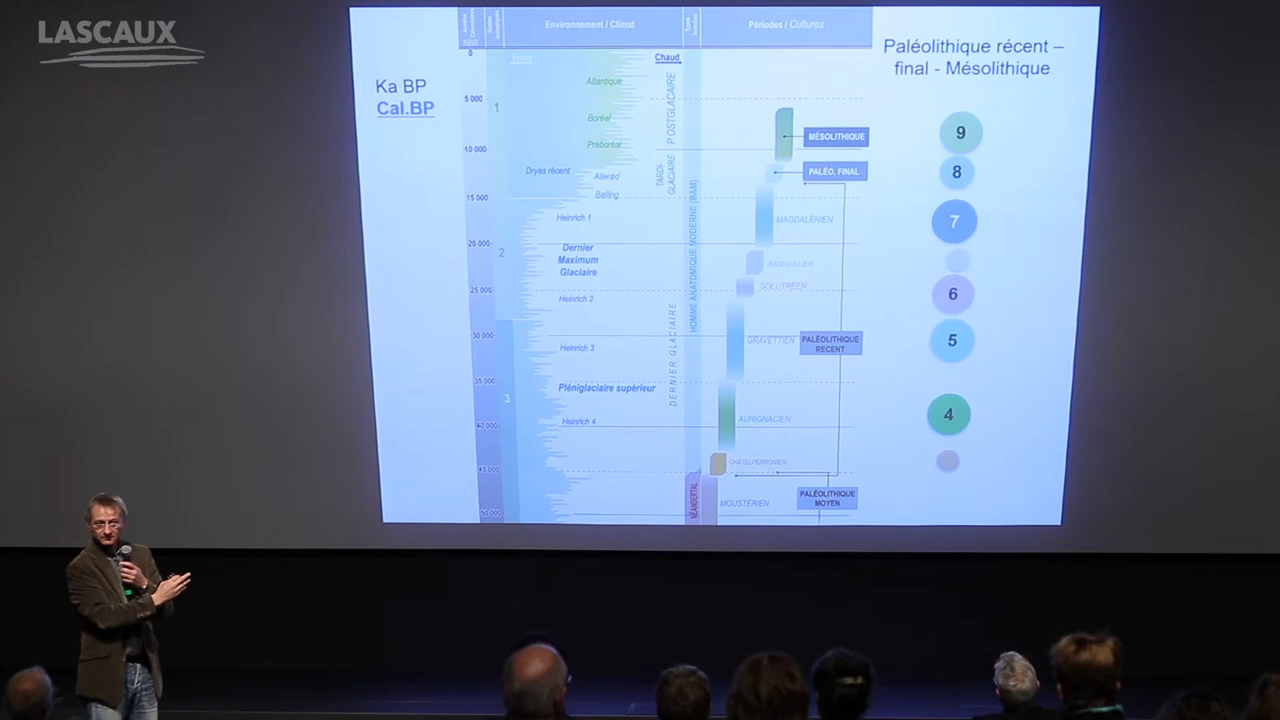 LASCAUX
Ka BP
Cal.BP
Environnement / Climat
Périodes / Cultures
Paléolithique récent –
final - Mésolithique
Froid
Chaud
0
5 000
10 000
15 000
20 000
25 000
30 000
35 000
40 000
45 000
50 000
1
2
3
Atlantique
Boréal
Préboréal
Dryas récent
Allerød
Bølling
Heinrich 1
Dernier
Maximum
Glaciaire
Heinrich 2
Heinrich 3
Pléniglaciaire supérieur
Heinrich 4
POSTGLACIAIRE
TARDI-
GLACIAIRE
DERNIER GLACIAIRE
HOMME ANATOMIQUE MODERNE (HAM)
NÉANDERTAL
MÉSOLITHIQUE
PALÉO. FINAL
MAGDALÉNIEN
BADEGOULIEN
SOLUTRÉEN
GRAVETTIEN
PALÉOLITHIQUE
RECENT
AURIGNACIEN
CHÂTELPERRONIEN
MOUSTÉRIEN
PALÉOLITHIQUE
MOYEN
9
8
7
6
5
4